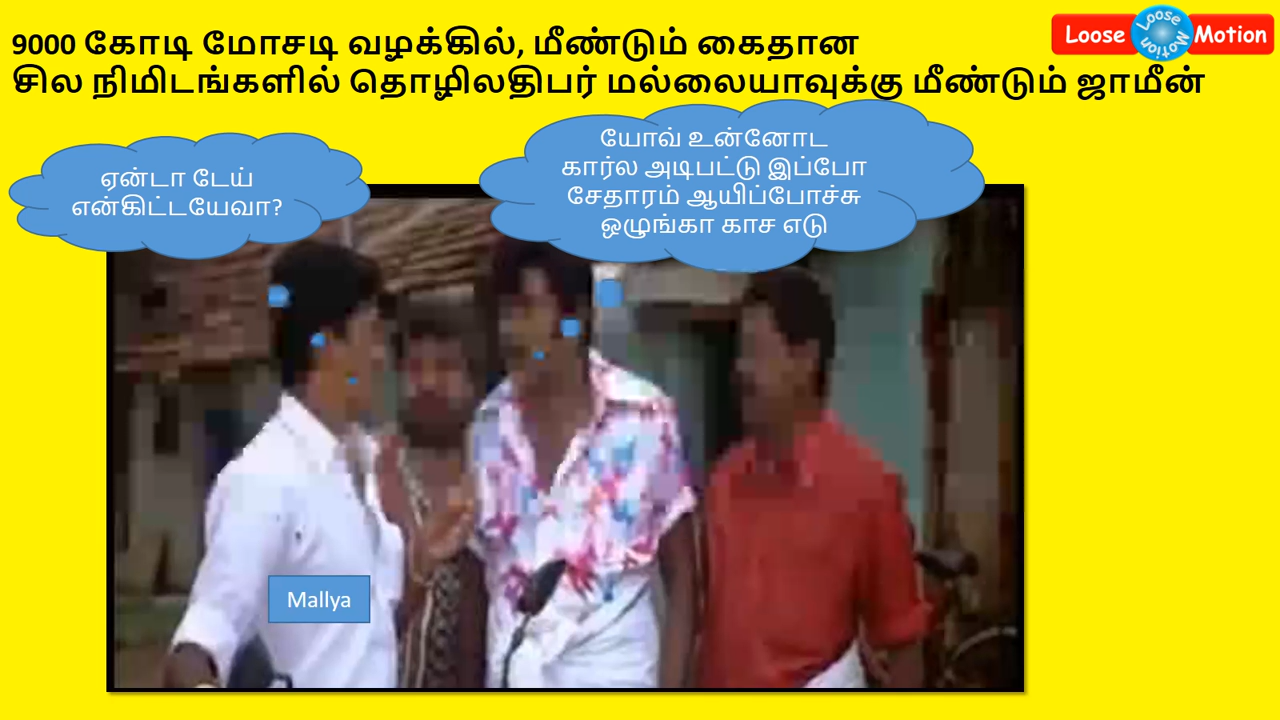 9000 கோடி மோசடி வழக்கில், மீண்டும் கைதான
சில நிமிடங்களில் தொழிலதிபர் மல்லையாவுக்கு மீண்டும் ஜாமீன்
Loose Loose Motion Motion
ஏன்டா டேய்
என்கிட்டயேவா?
யோவ் உன்னோட
கார்ல அடிபட்டு இப்போ
சேதாரம் ஆயிப்போச்சு
ஒழுங்கா காச எடு
Mallya